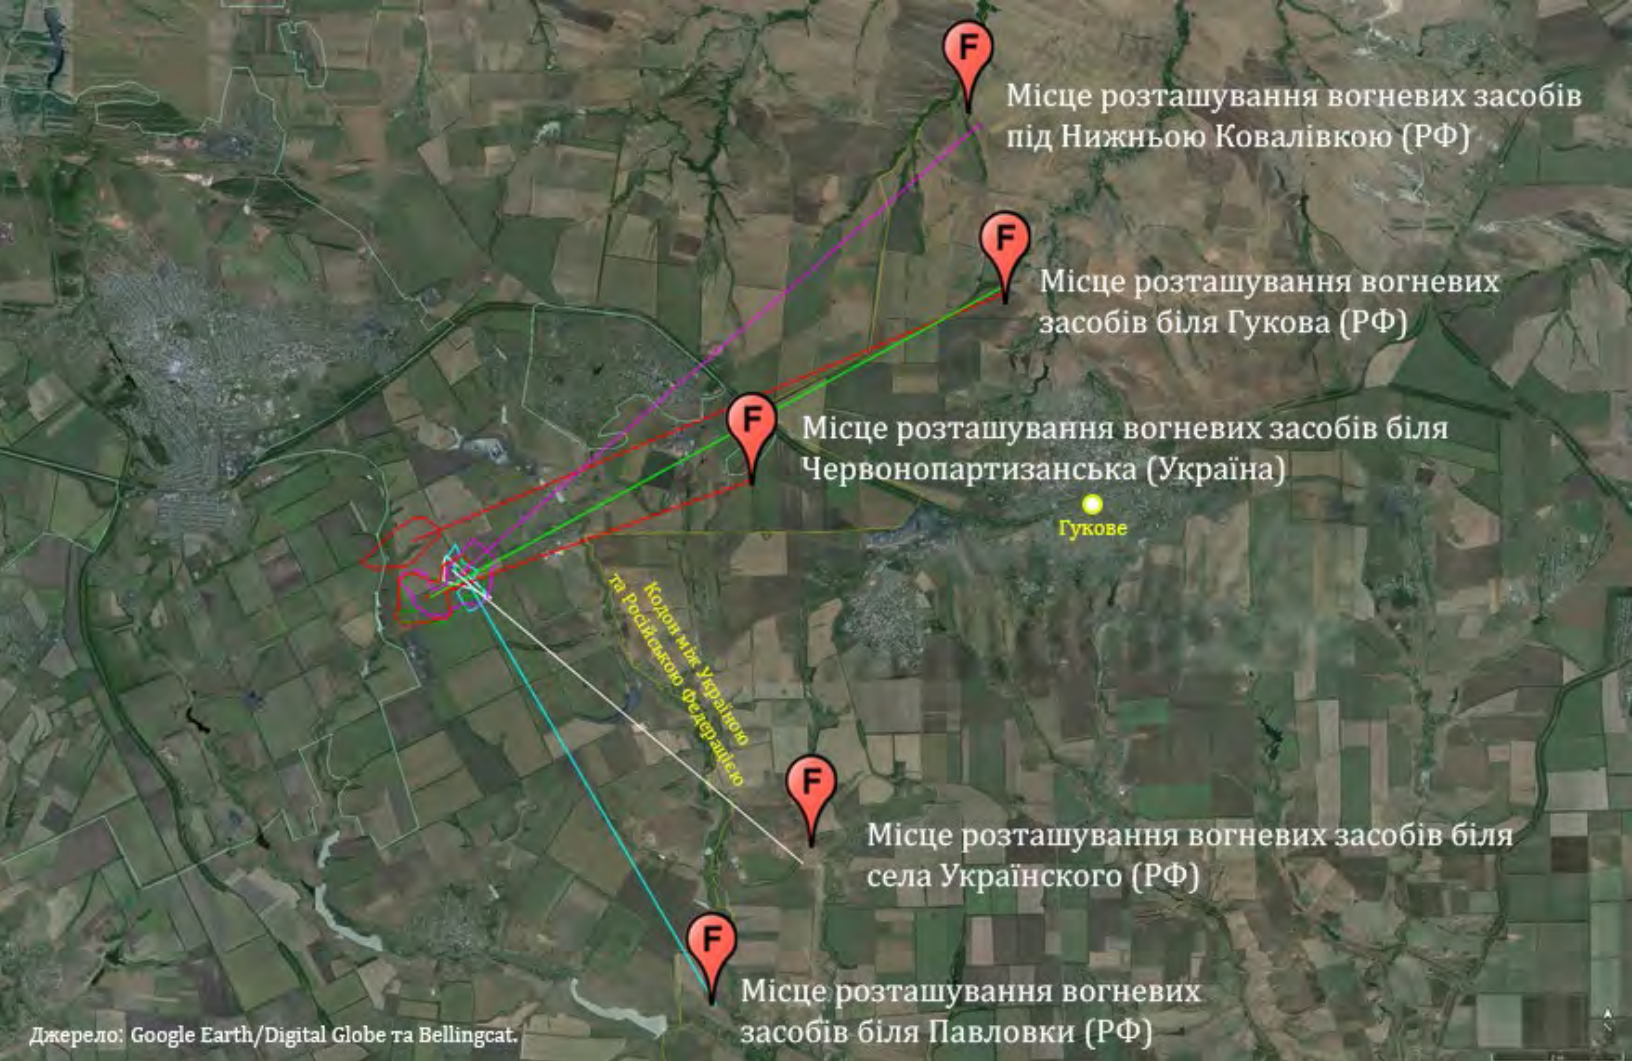 F
Місце розташування вогневих засобів
під Нижньою Ковалівкою (РФ)
F
Місце розташування вогневих
засобів біля Гукова (РФ)
F
Місце розташування вогневих засобів біля
Червонопартизанська (Україна)
Гукове
Кодон між Україною
та Російською Федерацією
F
Місце розташування вогневих засобів біля
села Українского (РФ)
F
Місце розташування вогневих
засобів біля Павловки (РФ)
Джерело: Google Earth/Digital Globe та Bellingcat.